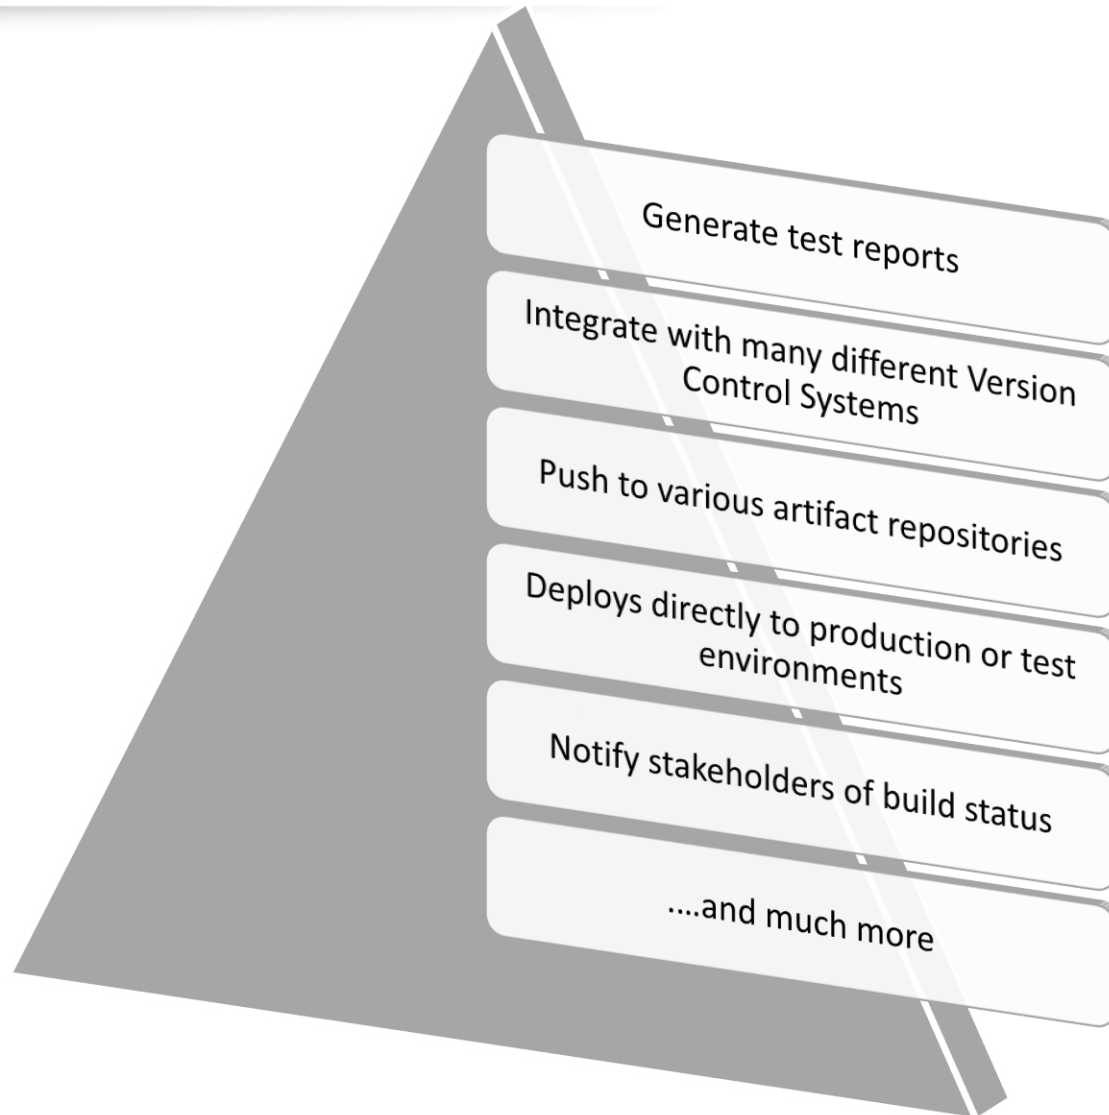 Generate test reports
Integrate with many different Version
Control Systems
Push to various artifact repositories
Deploys directly to production or test
environments
Notify stakeholders of build status
....and much more